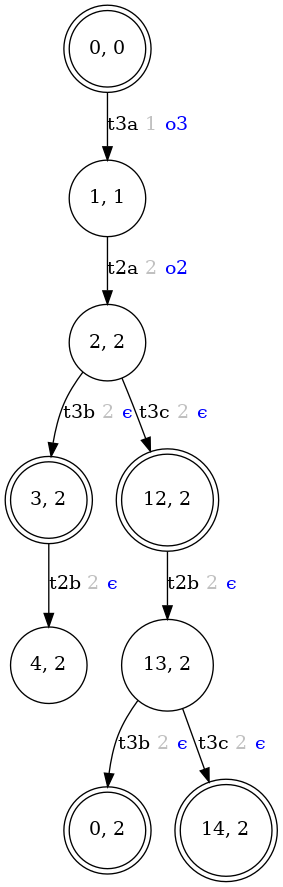 0, 0
t3a 1 o3
1, 1
t2a 2 o2
2, 2
t3b 2 ϵ t3c 2 ϵ
3, 2 12, 2
t2b 2 ϵ t2b 2 ϵ
4, 2 13, 2
t3b 2 ϵ t3c 2 ϵ
0, 2 14, 2